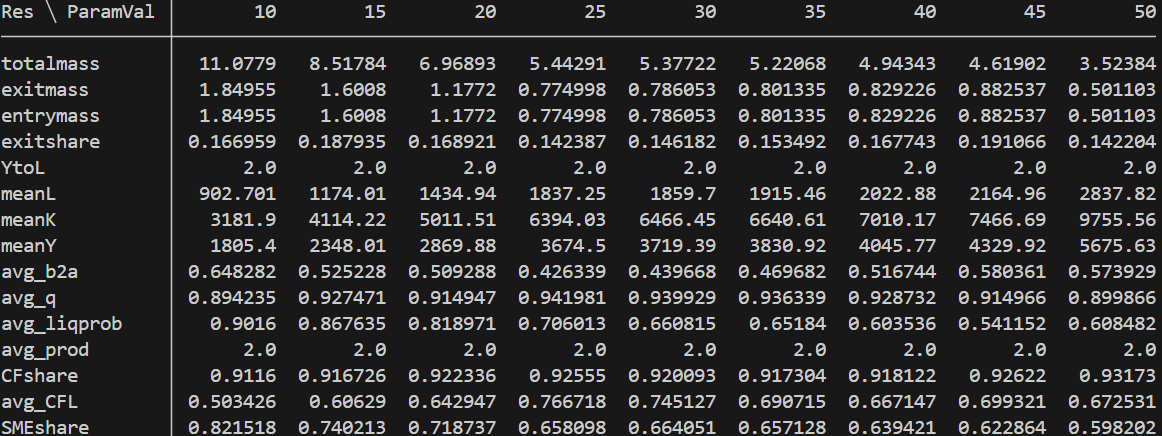 Res \ ParamVal 10 15 20 25 30 35 40 45 50
totalmass 11.0779 8.51784 6.96893 5.44291 5.37722 5.22068 4.94343 4.61902 3.52384
exitmass 1.84955 1.6008 1.1772 0.774998 0.786053 0.801335 0.829226 0.882537 0.501103
entrymass 1.84955 1.6008 1.1772 0.774998 0.786053 0.801335 0.829226 0.882537 0.501103
exitshare 0.166959 0.187935 0.168921 0.142387 0.146182 0.153492 0.167743 0.191066 0.142204
YtoL 2.0 2.0 2.0 2.0 2.0 2.0 2.0 2.0 2.0
meanL 902.701 1174.01 1434.94 1837.25 1859.7 1915.46 2022.88 2164.96 2837.82
meanK 3181.9 4114.22 5011.51 6394.03 6466.45 6640.61 7010.17 7466.69 9755.56
meanY 1805.4 2348.01 2869.88 3674.5 3719.39 3830.92 4045.77 4329.92 5675.63
avg_b2a 0.648282 0.525228 0.509288 0.426339 0.439668 0.469682 0.516744 0.580361 0.573929
avg_q 0.894235 0.927471 0.914947 0.941981 0.939929 0.936339 0.928732 0.914966 0.899866
avg_liqprob 0.9016 0.867635 0.818971 0.706013 0.660815 0.65184 0.603536 0.541152 0.608482
avg_prod 2.0 2.0 2.0 2.0 2.0 2.0 2.0 2.0 2.0
CFshare 0.9116 0.916726 0.922336 0.92555 0.920093 0.917304 0.918122 0.92622 0.93173
avg_CFL 0.503426 0.60629 0.642947 0.766718 0.745127 0.690715 0.667147 0.699321 0.672531
SMEshare 0.821518 0.740213 0.718737 0.658098 0.664051 0.657128 0.639421 0.622864 0.598202